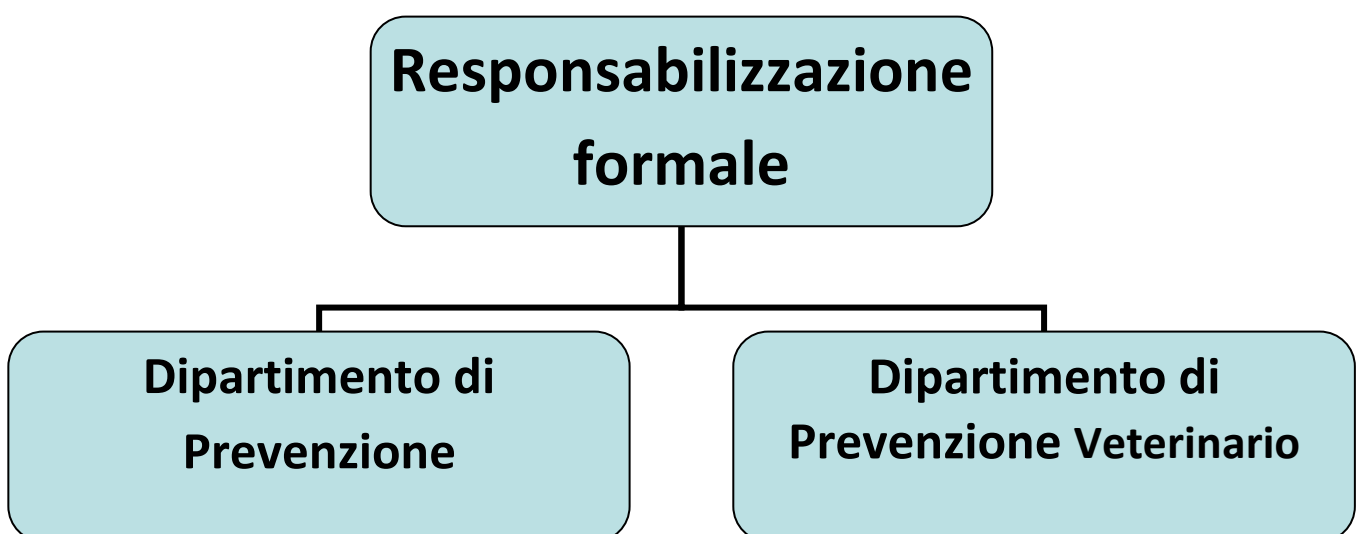 Responsabilizzazione
formale
Dipartimento di
Prevenzione
Dipartimento di
Prevenzione Veterinario